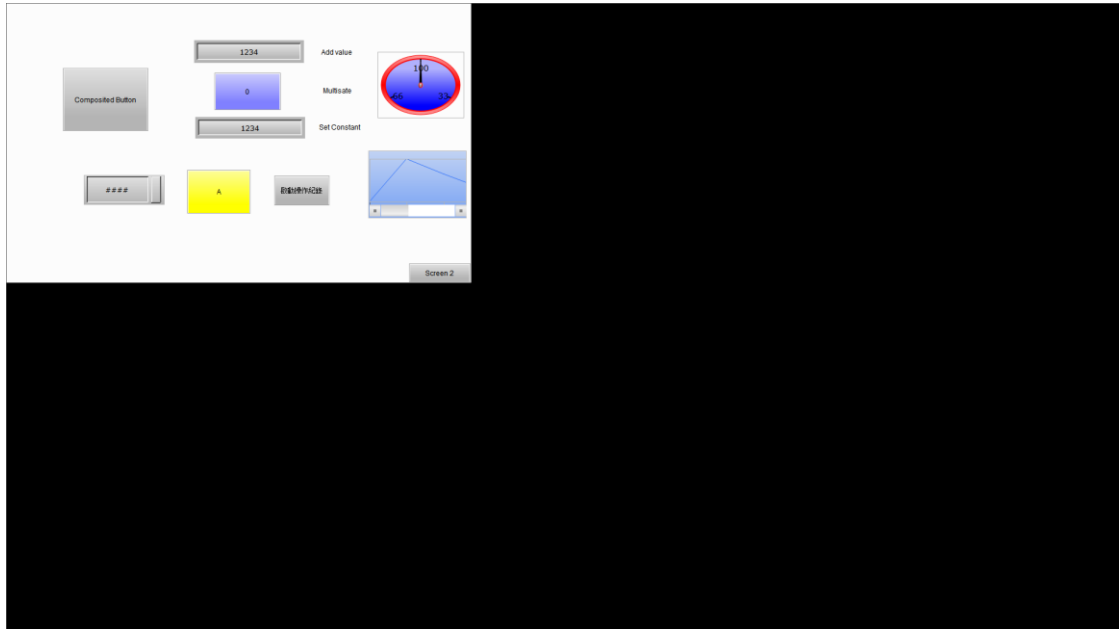 1234
Add value
100
66
33
Composited Button
0
Multisate
1234
Set Constant
####
A
啟動操作紀錄
Screen 2